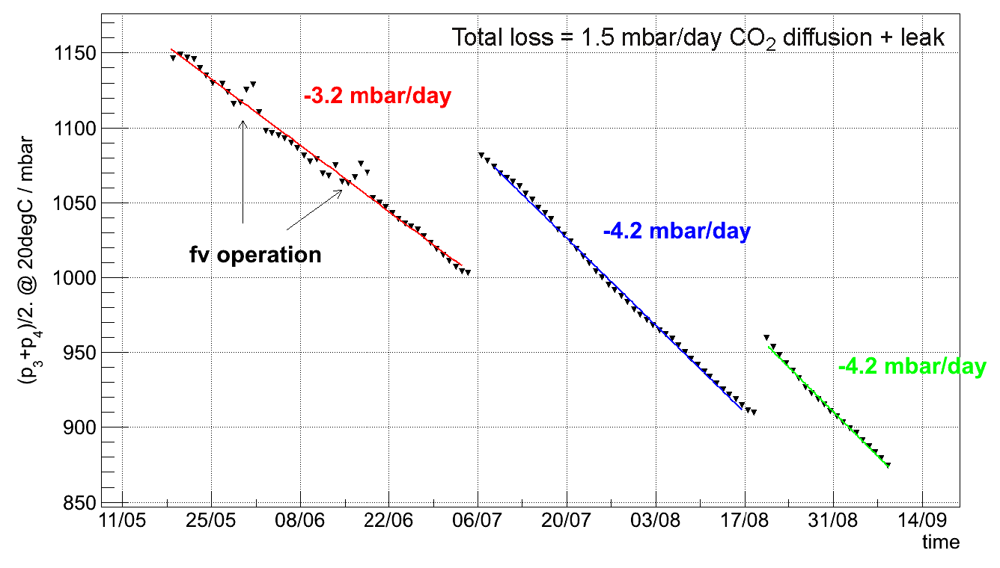 Total loss = 1.5 mbar/day CO₂ diffusion + leak
-3.2 mbar/day
-4.2 mbar/day
-4.2 mbar/day
fv operation
(p₃+p₄)/2. @ 20degC / mbar
1150
1100
1050
1000
950
900
850
11/05 25/05 08/06 22/06 06/07 20/07 03/08 17/08 31/08 14/09
time